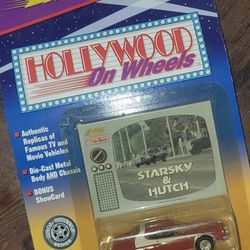 HOLLYWOOD
On Wheels
Authentic
Replicas of
Famous TV and
Movie Vehicles
Die-Cast Metal
Body AND Chassis
BONUS
ShowCard
STARSKY
&
HUTCH